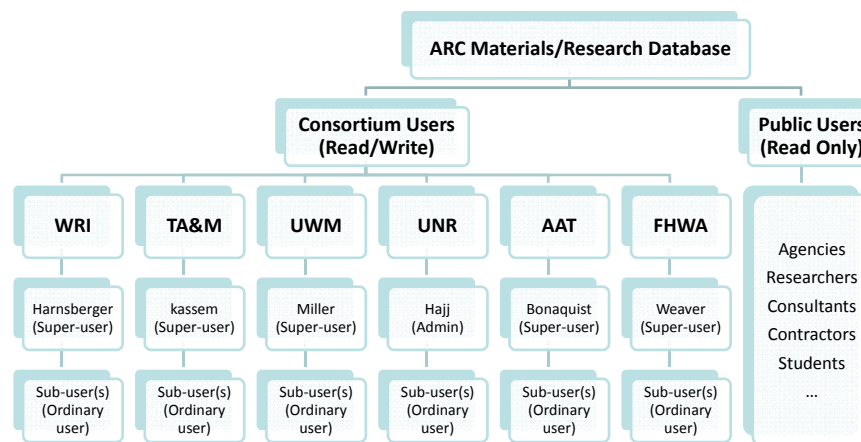 ARC Materials/Research Database
Consortium Users
(Read/Write)
Public Users
(Read Only)
WRI
TA&M
UWM
UNR
AAT
FHWA
Harnsberger
(Super-user)
kassem
(Super-user)
Miller
(Super-user)
Hajj
(Admin)
Bonaquist
(Super-user)
Weaver
(Super-user)
Sub-user(s)
(Ordinary
user)
Sub-user(s)
(Ordinary
user)
Sub-user(s)
(Ordinary
user)
Sub-user(s)
(Ordinary
user)
Sub-user(s)
(Ordinary
user)
Sub-user(s)
(Ordinary
user)
Agencies
Researchers
Consultants
Contractors
Students
...